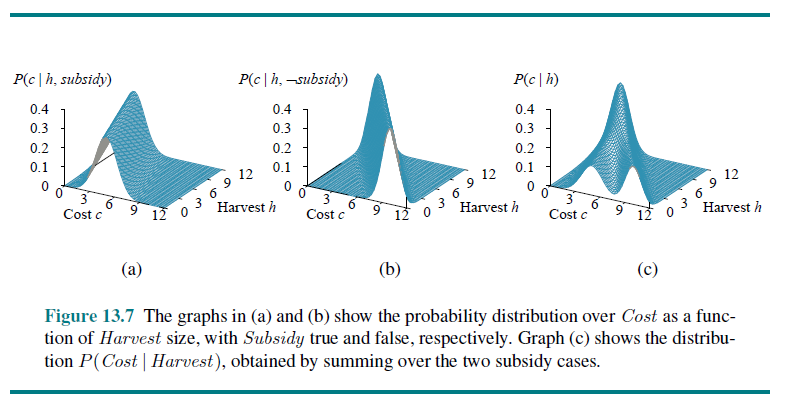 P(c | h, subsidy)
0.4
0.3
0.2
0.1
0
0 3 6 9 12
Cost c
0 3 6 9 12
Harvest h
(a)
P(c | h, ¬subsidy)
0.4
0.3
0.2
0.1
0
0 3 6 9 12
Cost c
0 3 6 9 12
Harvest h
(b)
P(c | h)
0.4
0.3
0.2
0.1
0
0 3 6 9 12
Cost c
0 3 6 9 12
Harvest h
(c)
Figure 13.7 The graphs in (a) and (b) show the probability distribution over Cost as a func-
tion of Harvest size, with Subsidy true and false, respectively. Graph (c) shows the distribu-
tion P(Cost | Harvest), obtained by summing over the two subsidy cases.